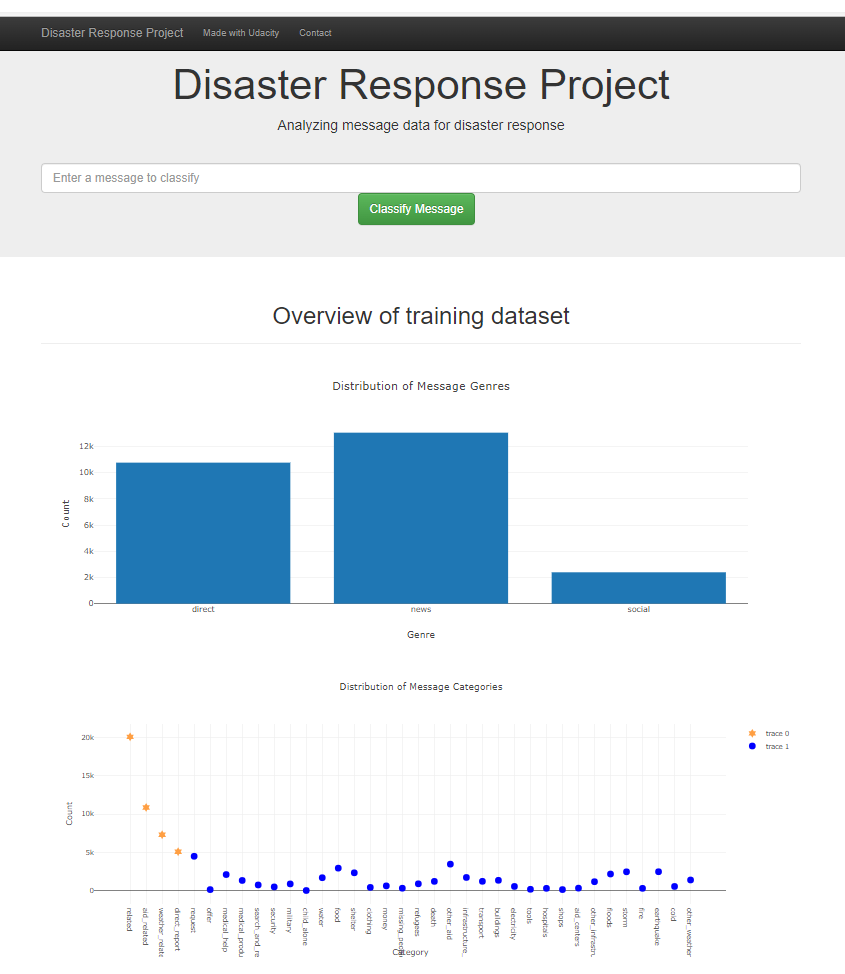 Disaster Response Project Made with Udacity Contact
Disaster Response Project
Analyzing message data for disaster response
Enter a message to classify
Classify Message
Overview of training dataset
Distribution of Message Genres
12k
10k
8k
6k
4k
2k
0
Count
direct news social
Genre
Distribution of Message Categories
20k
15k
10k
5k
0
Count
trace 0
trace 1
related
aid_related
weather_relate
direct_report
request
offer
medical_help
medical_produ
search_and_re
security
military
child_alone
water
food
shelter
clothing
money
missing_peop
refugees
death
other_aid
infrastructure_
transport
buildings
electricity
tools
hospitals
shops
aid_centers
other_infrastru
floods
storm
fire
earthquake
cold
other_weather
Category